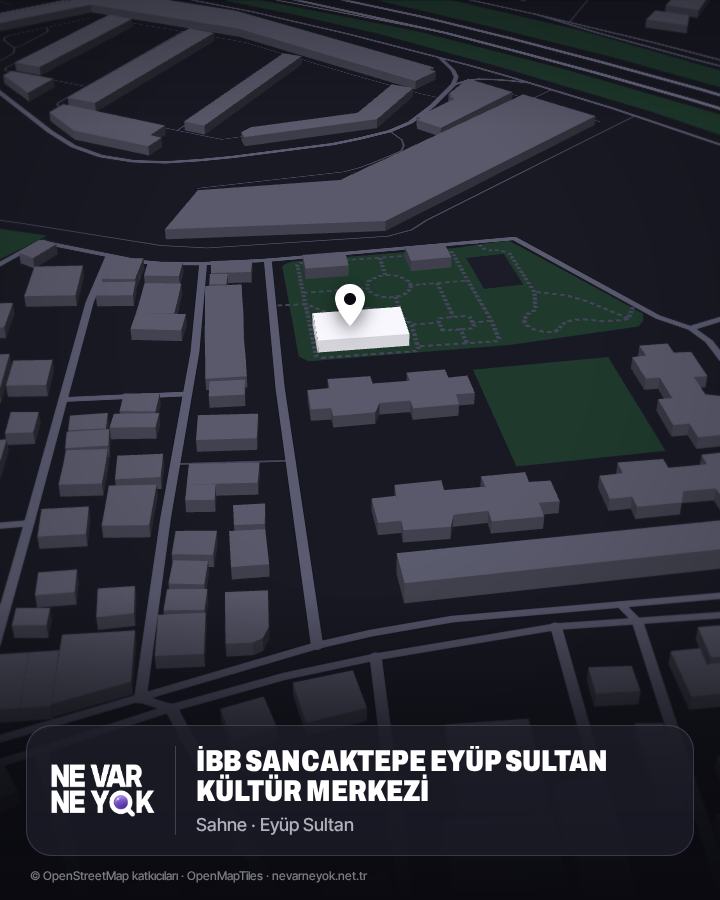 NE VAR
NE YOK
İBB SANCAKTEPE EYÜP SULTAN
KÜLTÜR MERKEZİ
Sahne · Eyüp Sultan
© OpenStreetMap katkıcıları · OpenMapTiles · nevarneyok.net.tr